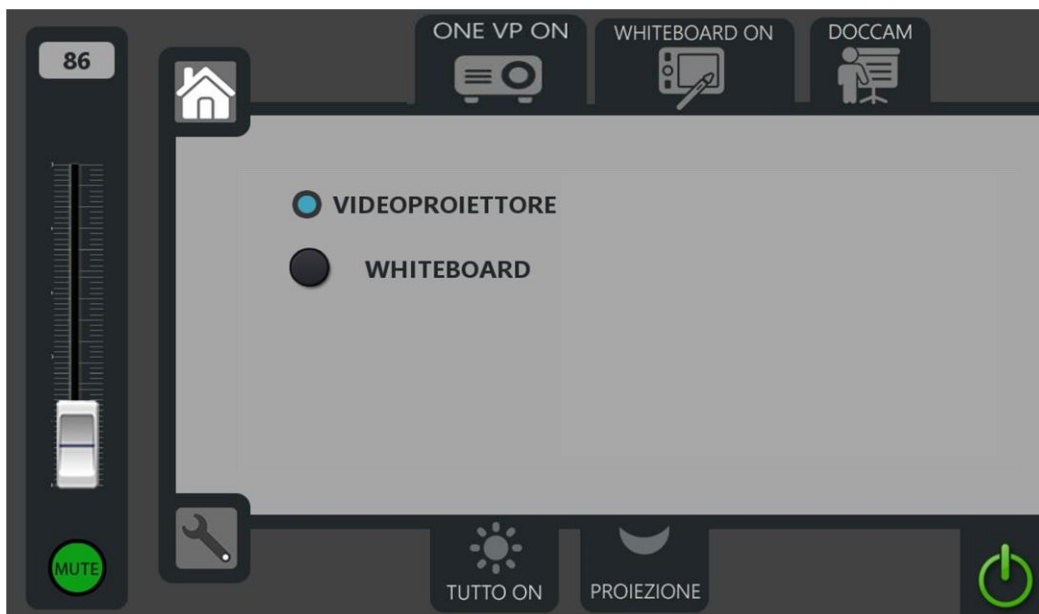 86
ONE VP ON
WHITEBOARD ON
DOCCAM
VIDEOPROIETTORE
WHITEBOARD
MUTE
TUTTO ON
PROIEZIONE